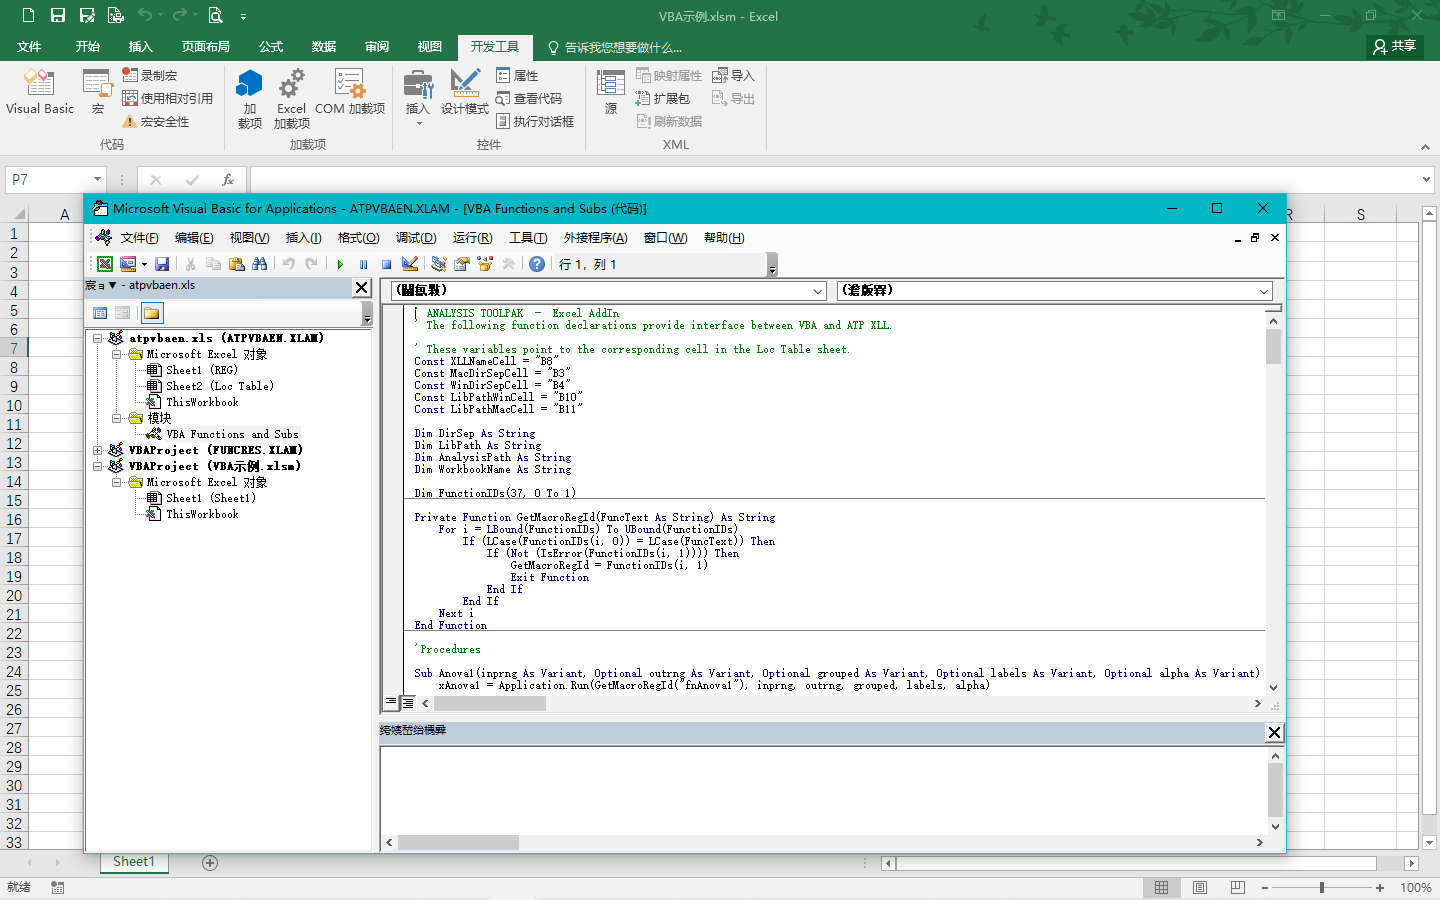 VBA示例.xlsm - Excel
文件 开始 插入 页面布局 公式 数据 审阅 视图 开发工具 告诉我您想要做什么... 共享
Visual Basic
宏
录制宏
使用相对引用
宏安全性
代码
加载项
Excel 加载项
COM 加载项
加载项
插入
设计模式
属性
查看代码
执行对话框
控件
源
映射属性
扩展包
刷新数据
导入
导出
XML
P7
fx
A R S
Microsoft Visual Basic for Applications - ATPVBAEN.XLAM - [VBA Functions and Subs (代码)]
文件(F) 编辑(E) 视图(V) 插入(I) 格式(O) 调试(D) 运行(R) 工具(T) 外接程序(A) 窗口(W) 帮助(H)
行 1, 列 1
- atpvbaen.xls
atpvbaen.xls (ATPVBAEN.XLAM)
Microsoft Excel 对象
Sheet1 (REG)
Sheet2 (Loc Table)
ThisWorkbook
模块
VBA Functions and Subs
VBAProject (FUNCRES.XLAM)
VBAProject (VBA示例.xlsm)
Microsoft Excel 对象
Sheet1 (Sheet1)
ThisWorkbook
' ANALYSIS TOOLPAK - Excel AddIn
' The following function declarations provide interface between VBA and ATP XLL.
' These variables point to the corresponding cell in the Loc Table sheet.
Const XLLNameCell = "B8"
Const MacDirSepCell = "B3"
Const WinDirSepCell = "B4"
Const LibPathWinCell = "B10"
Const LibPathMacCell = "B11"
Dim DirSep As String
Dim LibPath As String
Dim AnalysisPath As String
Dim WorkbookName As String
Dim FunctionIDs(37, 0 To 1)
Private Function GetMacroRegId(FuncText As String) As String
For i = LBound(FunctionIDs) To UBound(FunctionIDs)
If (LCase(FunctionIDs(i, 0)) = LCase(FuncText)) Then
If (Not (IsError(FunctionIDs(i, 1)))) Then
GetMacroRegId = FunctionIDs(i, 1)
Exit Function
End If
End If
Next i
End Function
'Procedures
Sub Anova1(inprng As Variant, Optional outrng As Variant, Optional grouped As Variant, Optional labels As Variant, Optional alpha As Variant)
xAnova1 = Application.Run(GetMacroRegId("fnAnova1"), inprng, outrng, grouped, labels, alpha)
1
2
3
4
5
6
7
8
9
10
11
12
13
14
15
16
17
18
19
20
21
22
23
24
25
26
27
28
29
30
31
32
33
Sheet1
就绪
100%